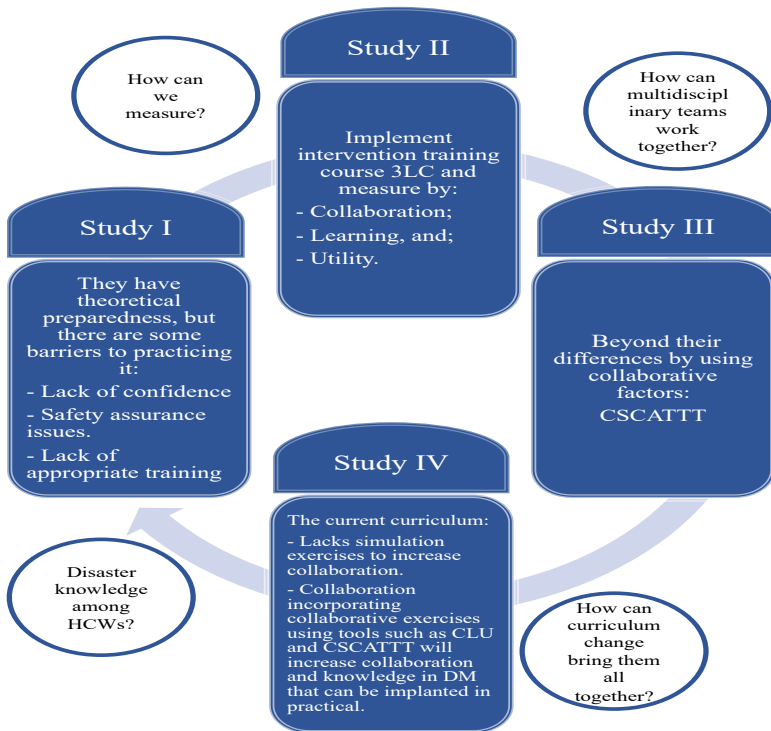 Study II
How can
we
measure?
How can
multidiscipl
inary teams
work
together?
Implement
intervention training
course 3LC and
measure by:
- Collaboration;
- Learning, and;
- Utility.
Study I
They have
theoretical
preparedness, but
there are some
barriers to practicing
it:
- Lack of confidence
- Safety assurance
issues.
- Lack of
appropriate training
Study III
Beyond their
differences by using
collaborative
factors:
CSCATTT
Study IV
The current curriculum:
- Lacks simulation
exercises to increase
collaboration.
- Collaboration
incorporating
collaborative exercises
using tools such as CLU
and CSCATTT will
increase collaboration
and knowledge in DM
that can be implanted in
practical.
Disaster
knowledge
among
HCWs?
How can
curriculum
change
bring them
all
together?